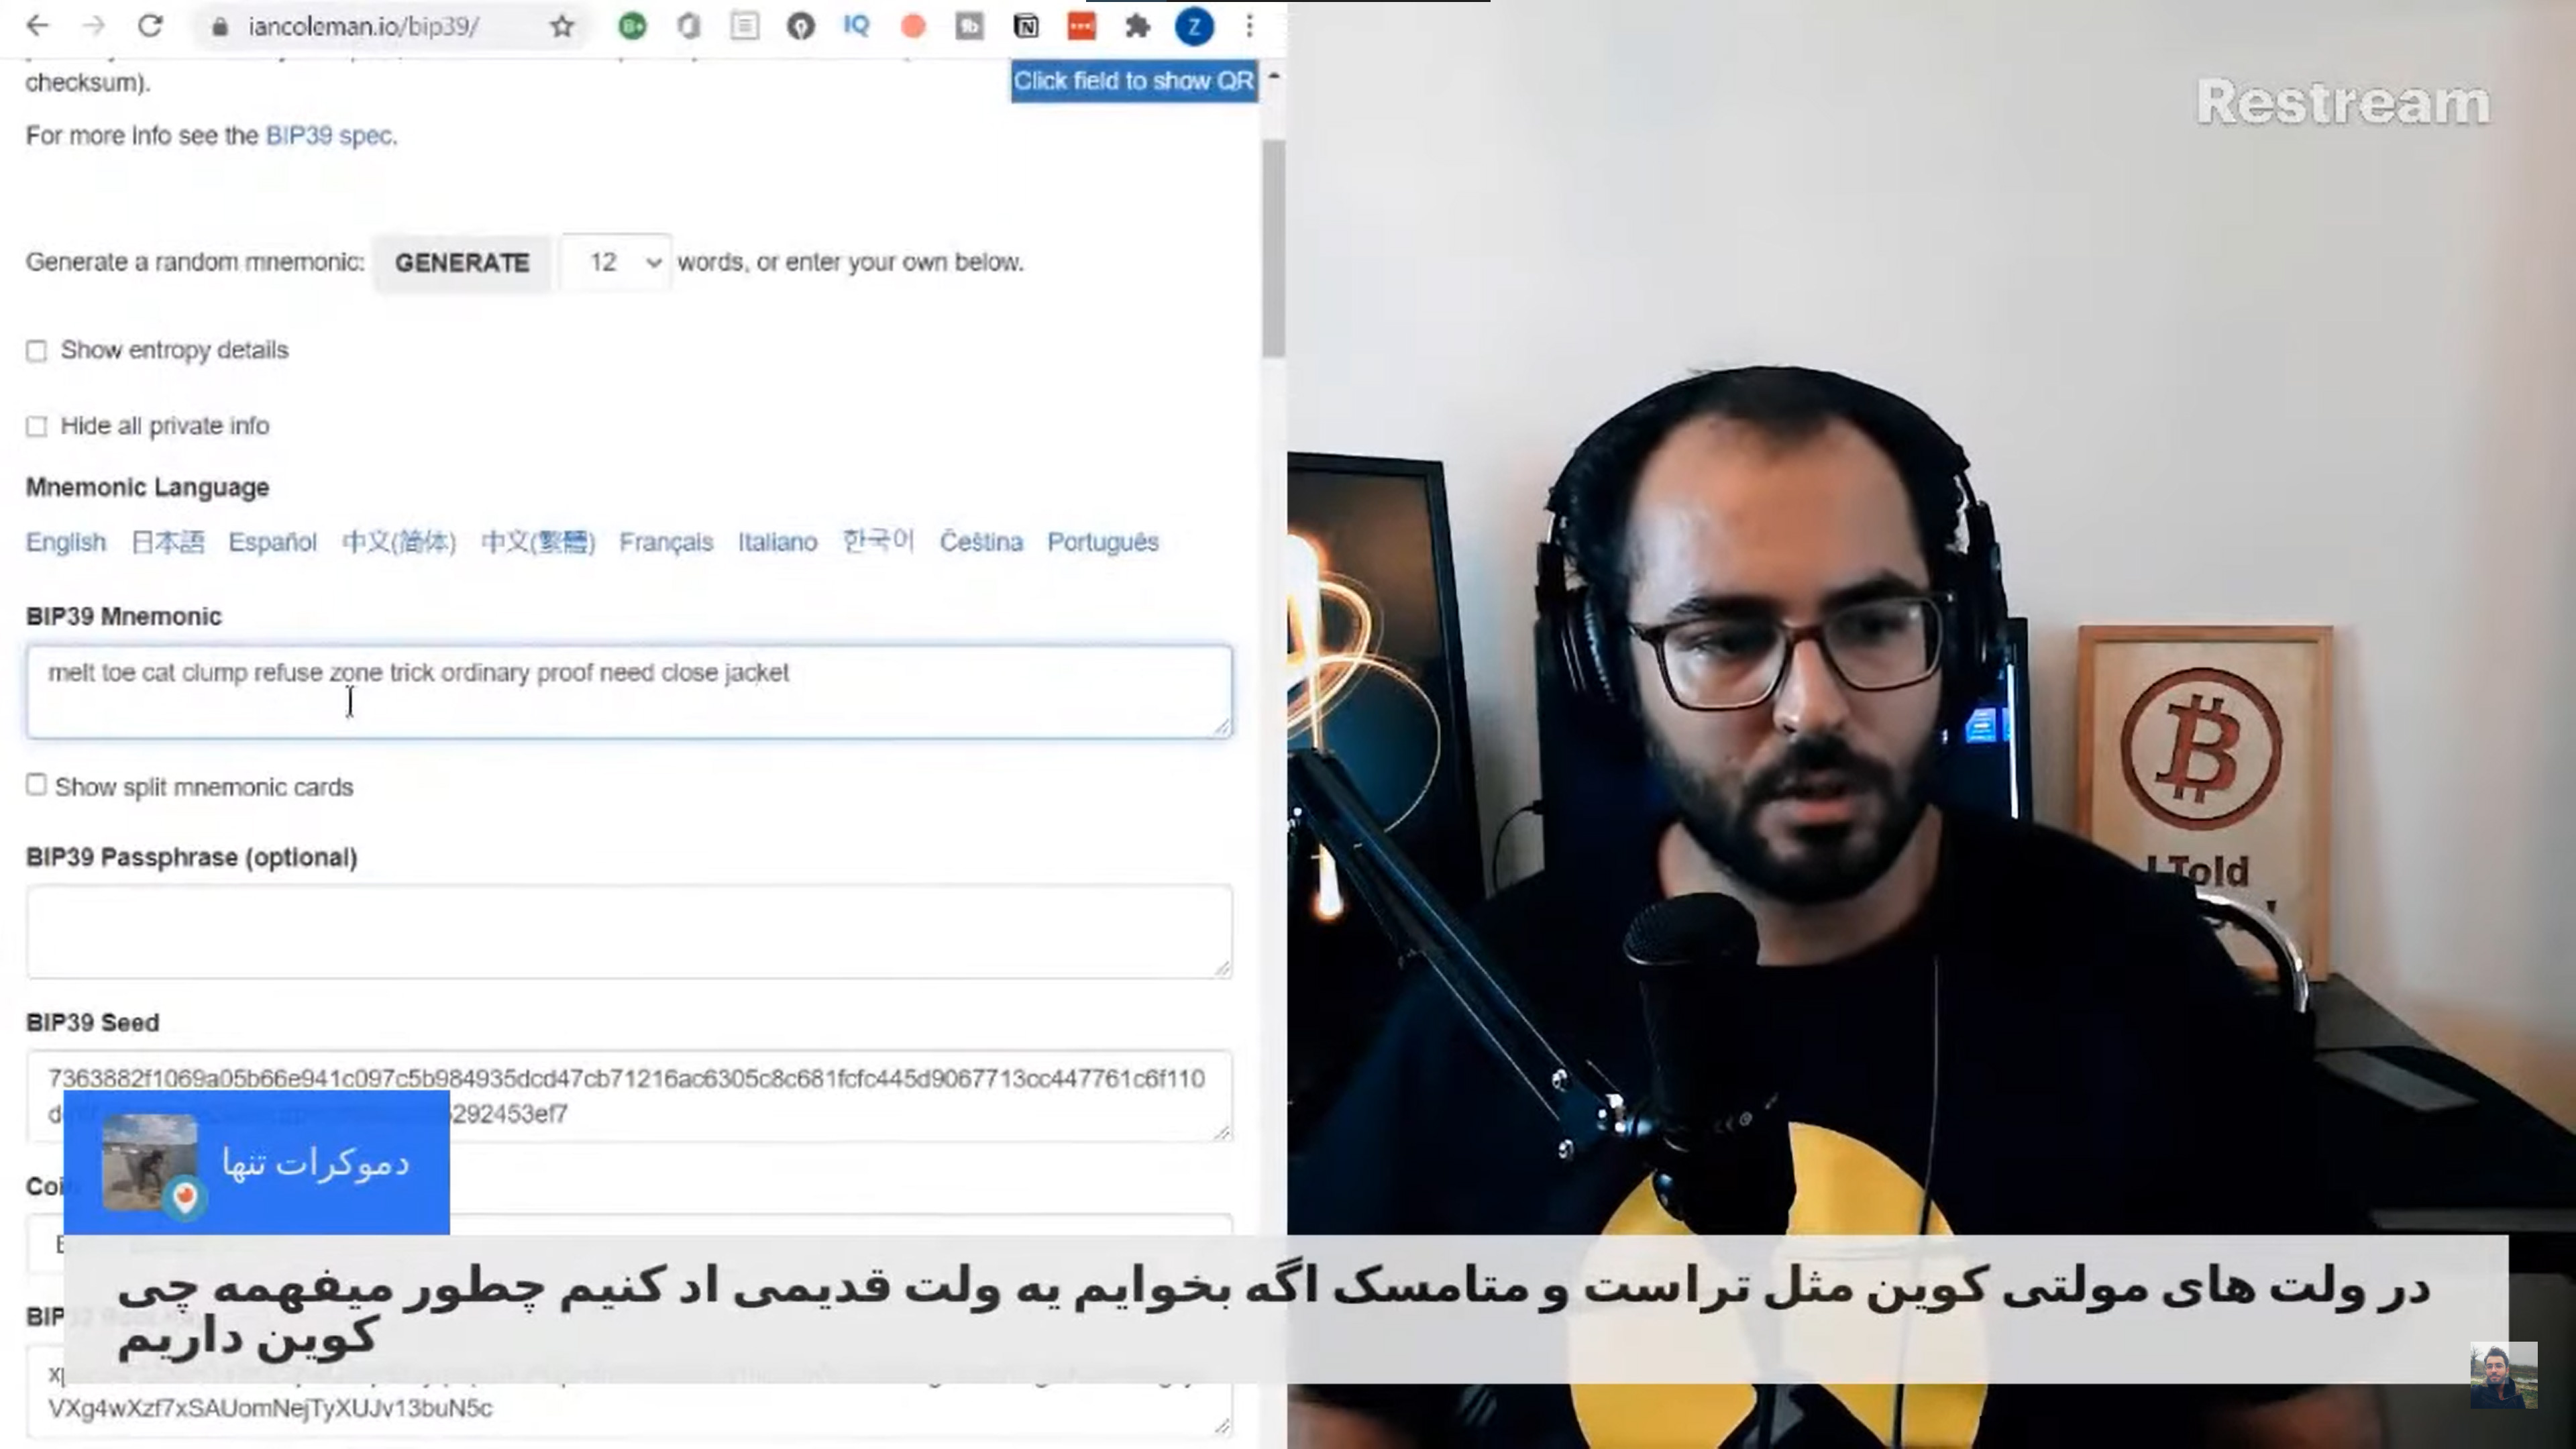 iancoleman.io/bip39/
IQ
Z
checksum).
Click field to show QR
For more info see the BIP39 spec.
Restream
Generate a random mnemonic: GENERATE 12 words, or enter your own below.
Show entropy details
Hide all private info
Mnemonic Language
English 日本語 Español 中文(简体) 中文(繁體) Français Italiano 한국어 Čeština Português
BIP39 Mnemonic
melt toe cat clump refuse zone trick ordinary proof need close jacket
Show split mnemonic cards
BIP39 Passphrase (optional)
I Told
BIP39 Seed
7363882f1069a05b66e941c097c5b984935dcd47cb71216ac6305c8c681fcfc445d9067713cc447761c6f110
292453ef7
دموکرات تنها
در ولت های مولتی کوین مثل تراست و متامسک اگه بخوایم یه ولت قدیمی اد کنیم چطور میفهمه چی
کوین داریم
VXg4wXzf7xSAUomNejTyXUJv13buN5c